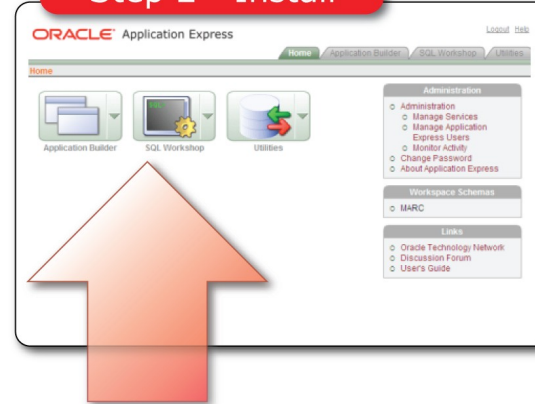 Step 2 - Install
ORACLE Application Express
Logout Help
Home Application Builder SQL Workshop Utilities
Home
Application Builder SQL Workshop Utilities
Administration
Administration
Manage Services
Manage Application
Express Users
Monitor Activity
Change Password
About Application Express
Workspace Schemas
MARC
Links
Oracle Technology Network
Discussion Forum
User's Guide